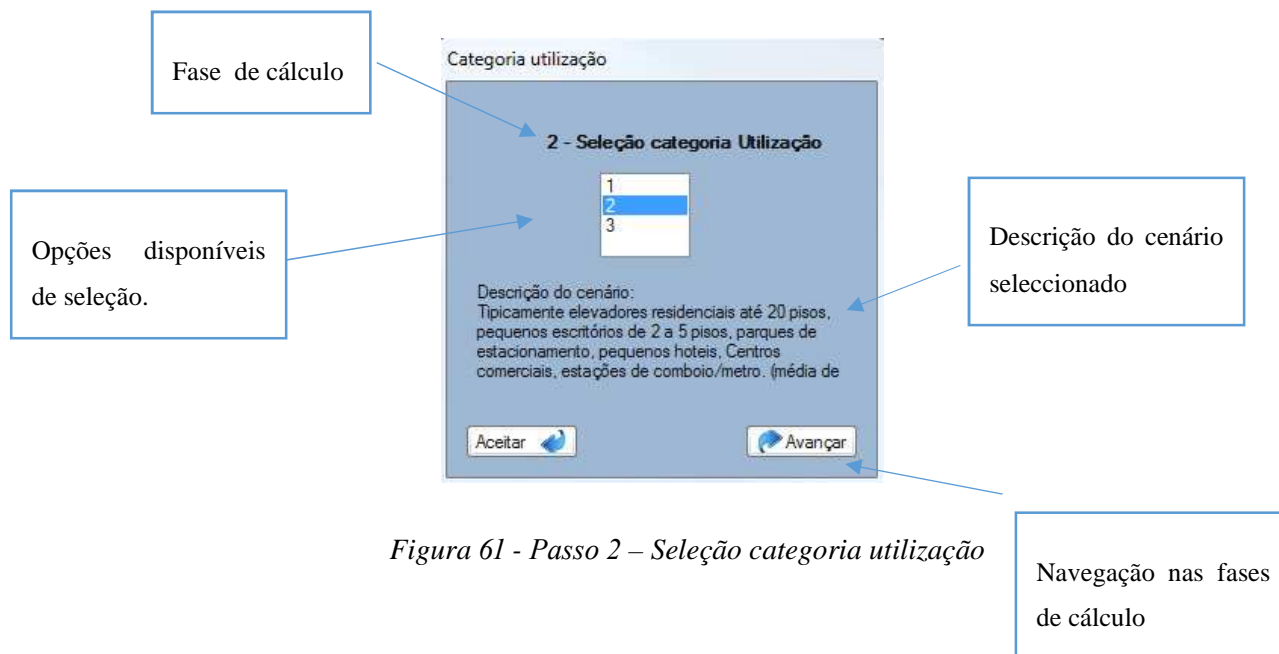 Categoria utilização
Fase de cálculo
2 - Seleção categoria Utilização
1
2
3
Opções disponíveis
de seleção.
Descrição do cenário
seleccionado
Descrição do cenário:
Tipicamente elevadores residenciais até 20 pisos,
pequenos escritórios de 2 a 5 pisos, parques de
estacionamento, pequenos hoteis, Centros
comerciais, estações de comboio/metro. (média de
Aceitar
Avançar
Figura 61 - Passo 2 – Seleção categoria utilização
Navegação nas fases
de cálculo